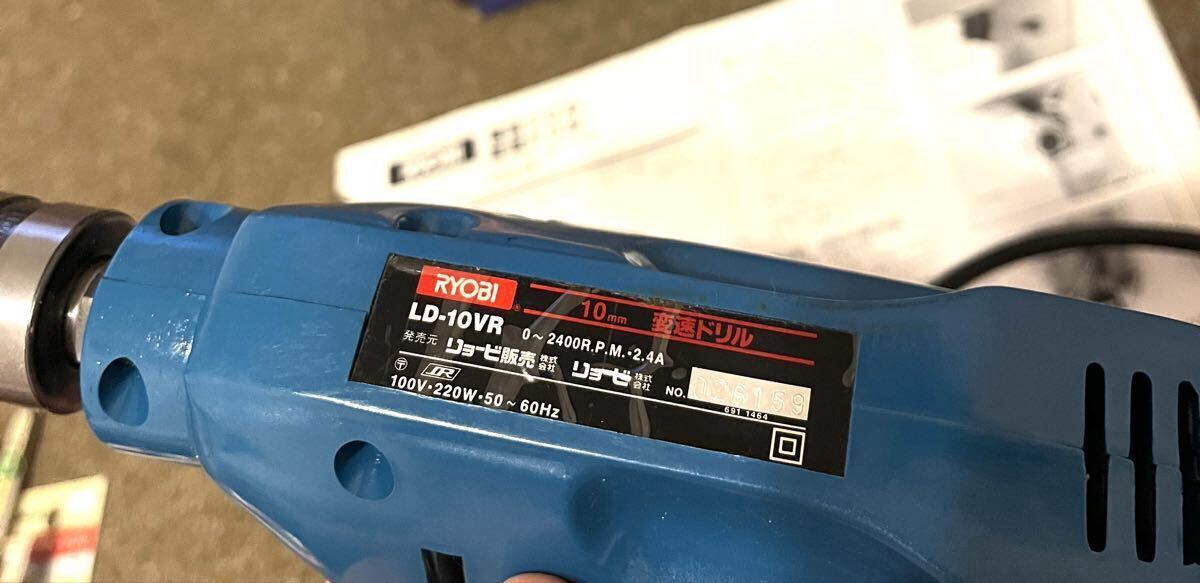 RYOBI 10mm 変速ドリル
LD-10VR 0～2400R.P.M.・2.4A
発売元 リョービ販売株式会社 リョービ株式会社
〒 JR NO. 006159
100V・220W・50～60Hz 691 1464